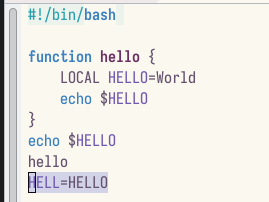 #!/bin/bash
function hello {
LOCAL HELLO=World
echo $HELLO
}
echo $HELLO
hello
HELL=HELLO